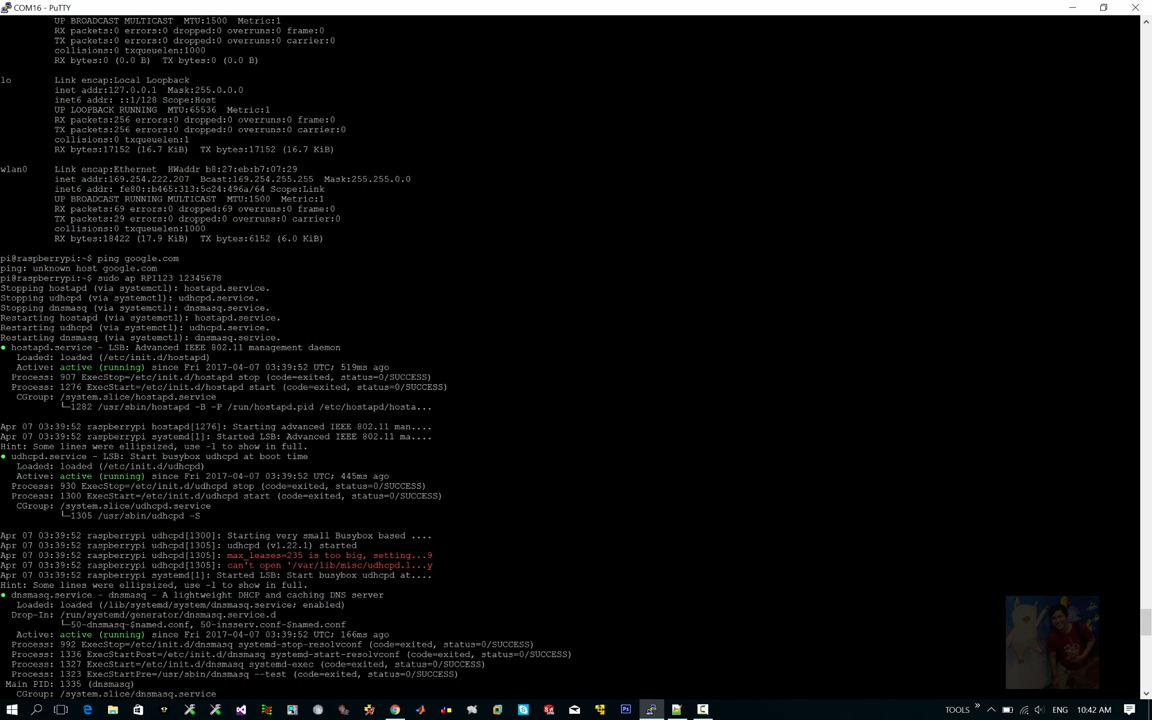 COM16 - PuTTY
UP BROADCAST MULTICAST  MTU:1500  Metric:1
RX packets:0 errors:0 dropped:0 overruns:0 frame:0
TX packets:0 errors:0 dropped:0 overruns:0 carrier:0
collisions:0 txqueuelen:1000
RX bytes:0 (0.0 B)  TX bytes:0 (0.0 B)
lo        Link encap:Local Loopback
inet addr:127.0.0.1  Mask:255.0.0.0
inet6 addr: ::1/128 Scope:Host
UP LOOPBACK RUNNING  MTU:65536  Metric:1
RX packets:256 errors:0 dropped:0 overruns:0 frame:0
TX packets:256 errors:0 dropped:0 overruns:0 carrier:0
collisions:0 txqueuelen:1
RX bytes:17152 (16.7 KiB)  TX bytes:17152 (16.7 KiB)
wlan0     Link encap:Ethernet  HWaddr b8:27:eb:b7:07:29
inet addr:169.254.222.207  Bcast:169.254.255.255  Mask:255.255.0.0
inet6 addr: fe80::b465:313:5c24:496a/64 Scope:Link
UP BROADCAST RUNNING MULTICAST  MTU:1500  Metric:1
RX packets:69 errors:0 dropped:69 overruns:0 frame:0
TX packets:29 errors:0 dropped:0 overruns:0 carrier:0
collisions:0 txqueuelen:1000
RX bytes:18422 (17.9 KiB)  TX bytes:6152 (6.0 KiB)
pi@raspberrypi:~$ ping google.com
ping: unknown host google.com
pi@raspberrypi:~$ sudo ap RPI123 12345678
Stopping hostapd (via systemctl): hostapd.service.
Stopping udhcpd (via systemctl): udhcpd.service.
Stopping dnsmasq (via systemctl): dnsmasq.service.
Restarting hostapd (via systemctl): hostapd.service.
Restarting udhcpd (via systemctl): udhcpd.service.
Restarting dnsmasq (via systemctl): dnsmasq.service.
● hostapd.service - LSB: Advanced IEEE 802.11 management daemon
Loaded: loaded (/etc/init.d/hostapd)
Active: active (running) since Fri 2017-04-07 03:39:52 UTC; 519ms ago
Process: 907 ExecStop=/etc/init.d/hostapd stop (code=exited, status=0/SUCCESS)
Process: 1276 ExecStart=/etc/init.d/hostapd start (code=exited, status=0/SUCCESS)
CGroup: /system.slice/hostapd.service
└─1282 /usr/sbin/hostapd -B -P /run/hostapd.pid /etc/hostapd/hosta...
Apr 07 03:39:52 raspberrypi hostapd[1276]: Starting advanced IEEE 802.11 man....
Apr 07 03:39:52 raspberrypi systemd[1]: Started LSB: Advanced IEEE 802.11 ma....
Hint: Some lines were ellipsized, use -l to show in full.
● udhcpd.service - LSB: Start busybox udhcpd at boot time
Loaded: loaded (/etc/init.d/udhcpd)
Active: active (running) since Fri 2017-04-07 03:39:52 UTC; 445ms ago
Process: 930 ExecStop=/etc/init.d/udhcpd stop (code=exited, status=0/SUCCESS)
Process: 1300 ExecStart=/etc/init.d/udhcpd start (code=exited, status=0/SUCCESS)
CGroup: /system.slice/udhcpd.service
└─1305 /usr/sbin/udhcpd -S
Apr 07 03:39:52 raspberrypi udhcpd[1300]: Starting very small Busybox based ....
Apr 07 03:39:52 raspberrypi udhcpd[1305]: udhcpd (v1.22.1) started
Apr 07 03:39:52 raspberrypi udhcpd[1305]: max_leases=235 is too big, setting...9
Apr 07 03:39:52 raspberrypi udhcpd[1305]: can't open '/var/lib/misc/udhcpd.l...y
Apr 07 03:39:52 raspberrypi systemd[1]: Started LSB: Start busybox udhcpd at....
Hint: Some lines were ellipsized, use -l to show in full.
● dnsmasq.service - dnsmasq - A lightweight DHCP and caching DNS server
Loaded: loaded (/lib/systemd/system/dnsmasq.service; enabled)
Drop-In: /run/systemd/generator/dnsmasq.service.d
└─50-dnsmasq-$named.conf, 50-insserv.conf-$named.conf
Active: active (running) since Fri 2017-04-07 03:39:52 UTC; 166ms ago
Process: 992 ExecStop=/etc/init.d/dnsmasq systemd-stop-resolvconf (code=exited, status=0/SUCCESS)
Process: 1336 ExecStartPost=/etc/init.d/dnsmasq systemd-start-resolvconf (code=exited, status=0/SUCCESS)
Process: 1327 ExecStart=/etc/init.d/dnsmasq systemd-exec (code=exited, status=0/SUCCESS)
Process: 1323 ExecStartPre=/usr/sbin/dnsmasq --test (code=exited, status=0/SUCCESS)
Main PID: 1335 (dnsmasq)
CGroup: /system.slice/dnsmasq.service
TOOLS » ENG 10:42 AM